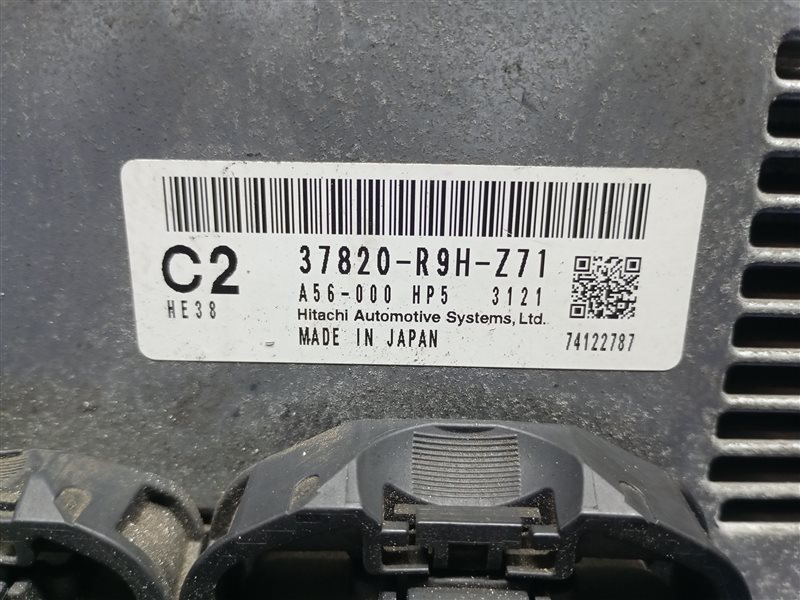 C2 37820-R9H-Z71
HE38 A56-000 HP5 3121
Hitachi Automotive Systems, Ltd.
MADE IN JAPAN 74122787